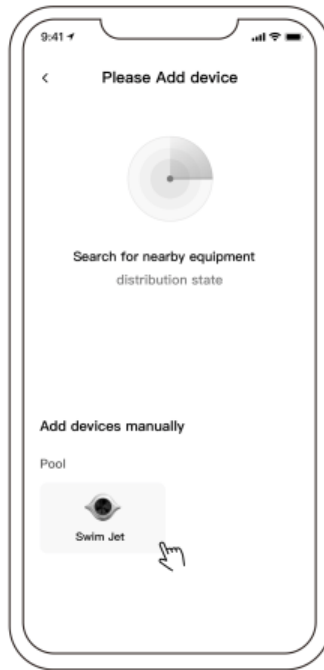 9:41
Please Add device
Search for nearby equipment
distribution state
Add devices manually
Pool
Swim Jet